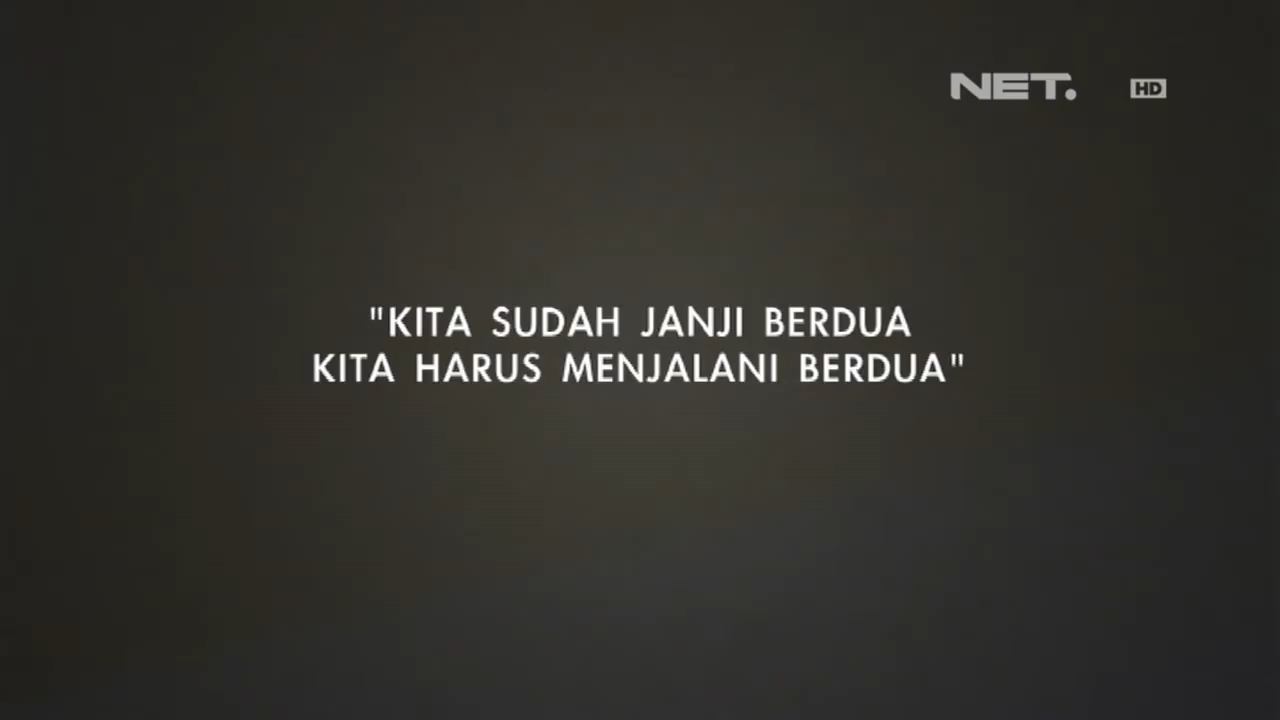 NET.
HD
"KITA SUDAH JANJI BERDUA
KITA HARUS MENJALANI BERDUA"